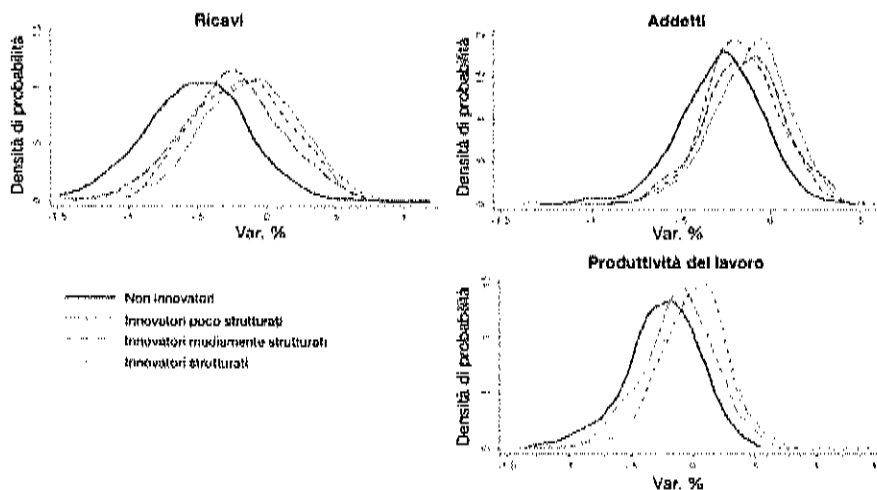 Ricavi
Densità di probabilità
Var. %
Addetti
Densità di probabilità
Var. %
Non innovatori
Innovatori poco strutturati
Innovatori mediamente strutturati
Innovatori strutturati
Produttività del lavoro
Densità di probabilità
Var. %